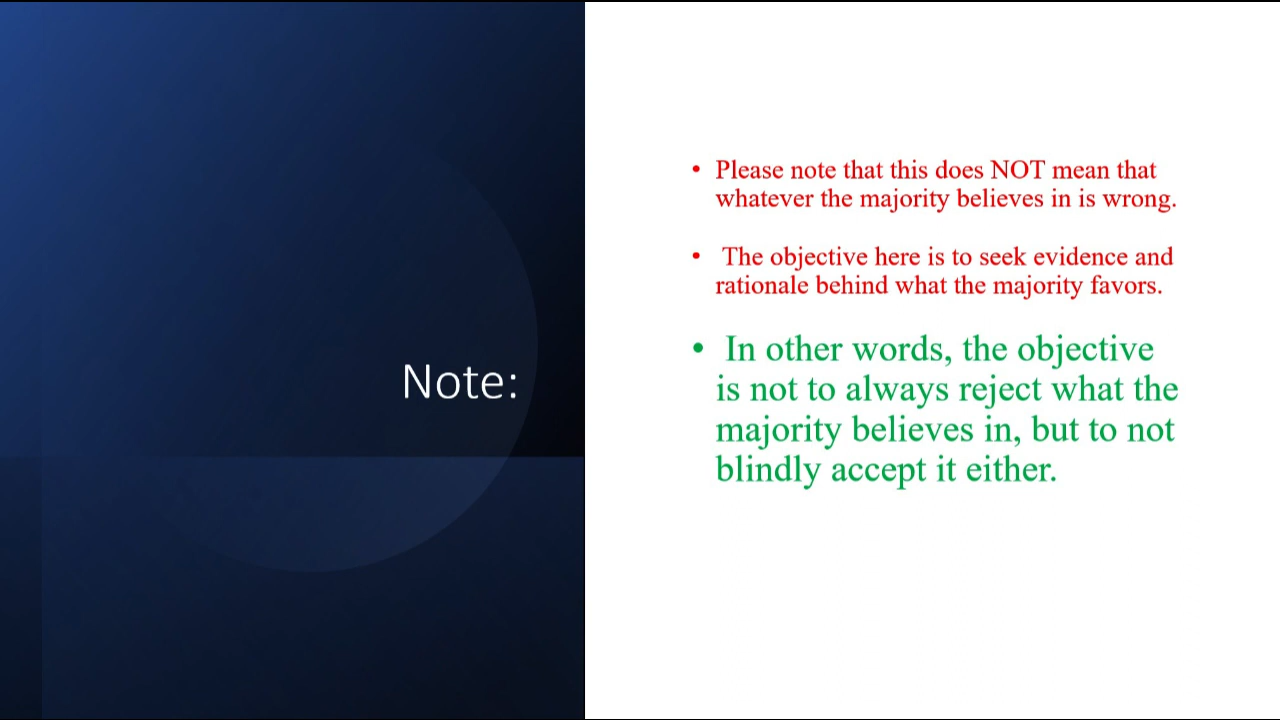 Note:
• Please note that this does NOT mean that
whatever the majority believes in is wrong.
• The objective here is to seek evidence and
rationale behind what the majority favors.
• In other words, the objective
is not to always reject what the
majority believes in, but to not
blindly accept it either.